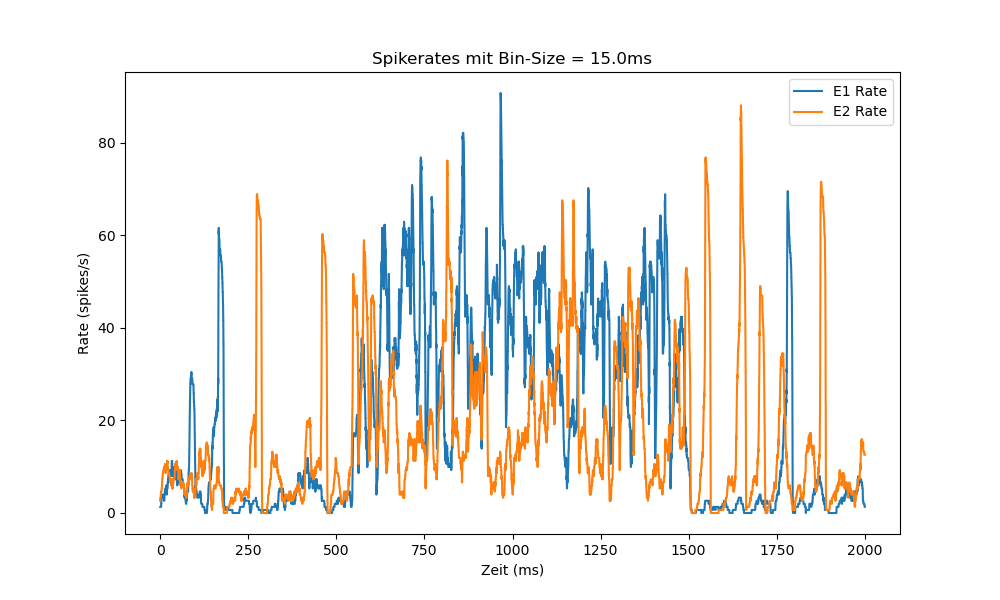 Spikerates mit Bin-Size = 15.0ms
E1 Rate
E2 Rate
Rate (spikes/s)
80
60
40
20
0
0 250 500 750 1000 1250 1500 1750 2000
Zeit (ms)